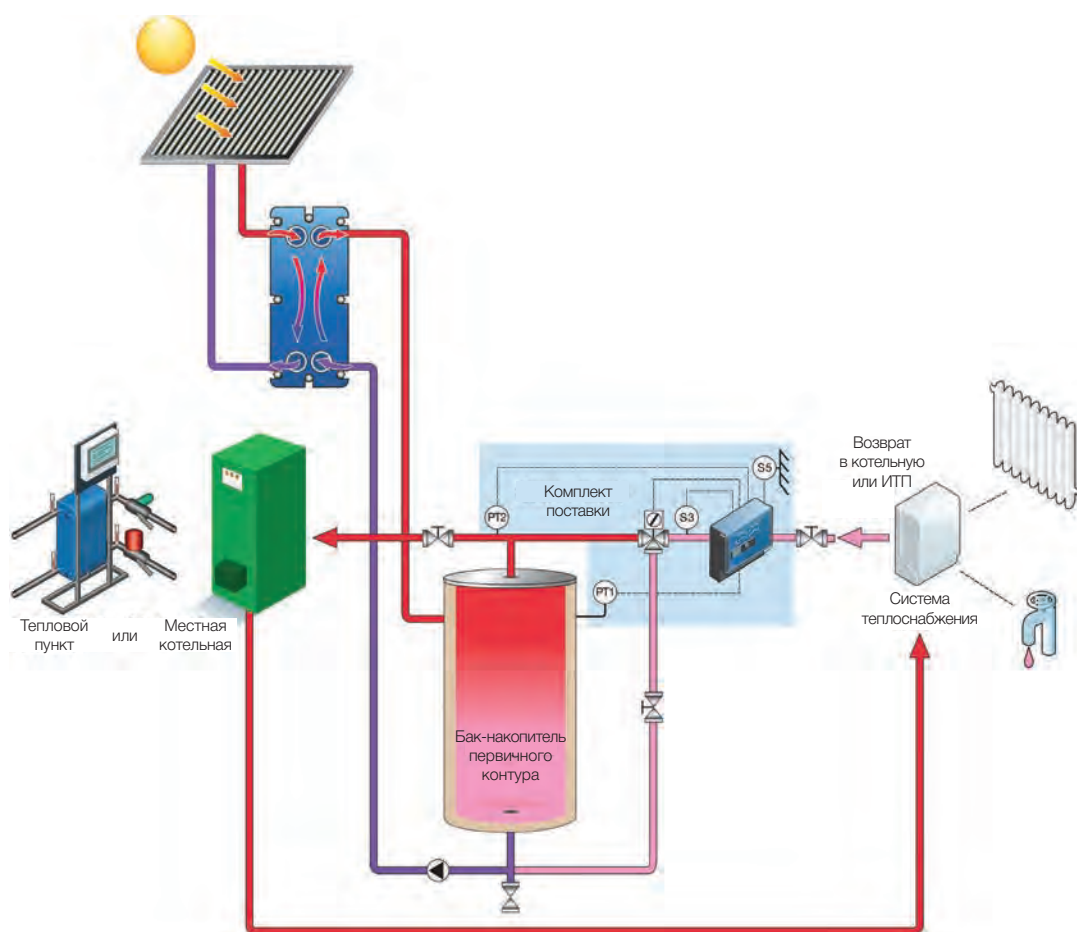 Комплект
поставки
PT2
S3
S5
PT1
Возврат
в котельную
или ИТП
Система
теплоснабжения
Тепловой
пункт
или
Местная
котельная
Бак-накопитель
первичного
контура